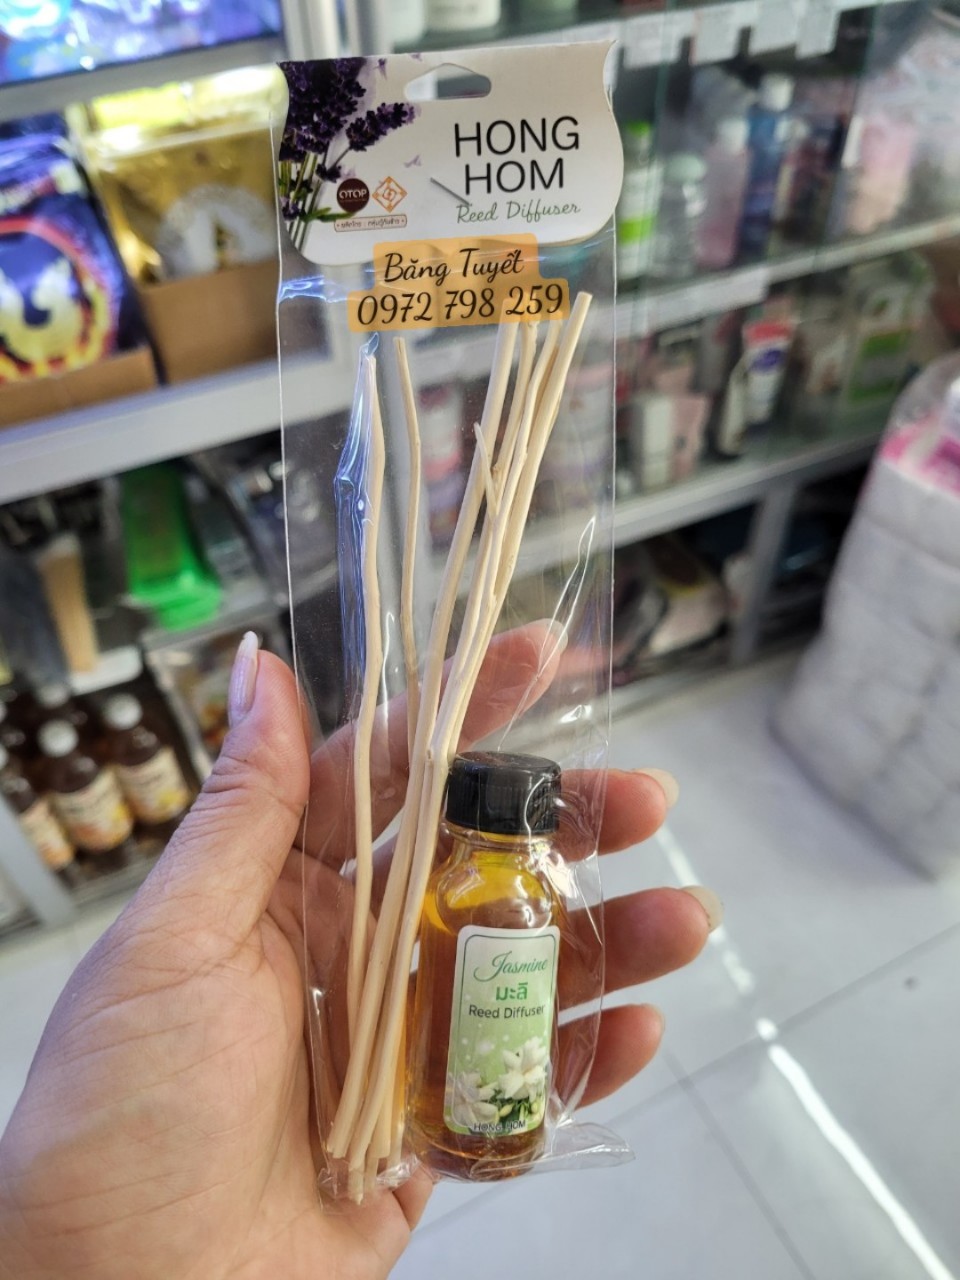 HONG
HOM
Reed Diffuser
OTOP
Băng Tuyết
0972 798 259
Jasmine
มะลิ
Reed Diffuser
HONG HOM